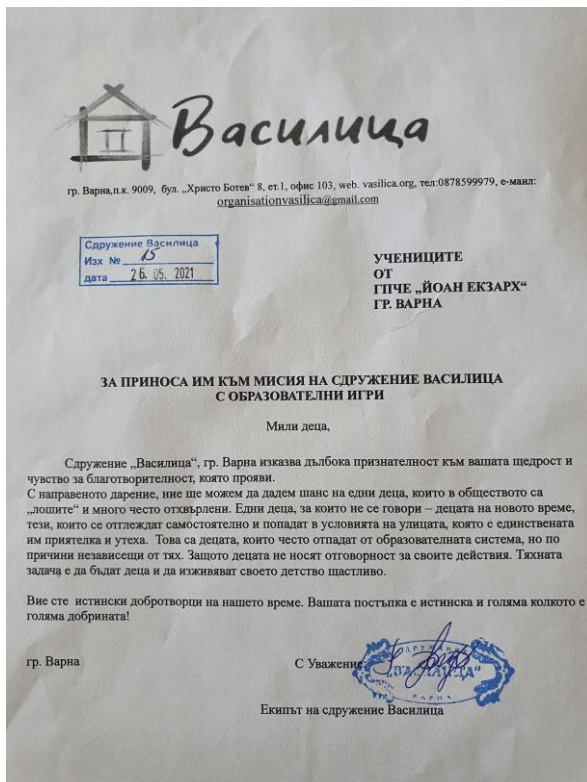 Василица
гр. Варна,п.к. 9009, бул. „Христо Ботев“ 8, ет.1, офис 103, web. vasilica.org, тел:0878599979, е-маил:
organisationvasilica@gmail.com
Сдружение Василица
Изх № 15
дата 26. 05. 2021
УЧЕНИЦИТЕ
ОТ
ГПЧЕ „ЙОАН ЕКЗАРХ“
ГР. ВАРНА
ЗА ПРИНОСА ИМ КЪМ МИСИЯ НА СДРУЖЕНИЕ ВАСИЛИЦА
С ОБРАЗОВАТЕЛНИ ИГРИ
Мили деца,
Сдружение „Василица“, гр. Варна изказва дълбока признателност към вашата щедрост и
чувство за благотворителност, която прояви.
С направеното дарение, ние ще можем да дадем шанс на едни деца, които в обществото са
„лошите“ и много често отхвърлени. Едни деца, за които не се говори – децата на новото време,
тези, които се отглеждат самостоятелно и попадат в условията на улицата, която е единствената
им приятелка и утеха. Това са децата, които често отпадат от образователната система, но по
причини независещи от тях. Защото децата не носят отговорност за своите действия. Тяхната
задача е да бъдат деца и да изживяват своето детство щастливо.
Вие сте истински добротворци на нашето време. Вашата постъпка е истинска и голяма колкото е
голяма добрината!
гр. Варна
С Уважение:
СДРУЖЕНИЕ
"ВАСИЛИЦА"
ВАРНА
Екипът на сдружение Василица